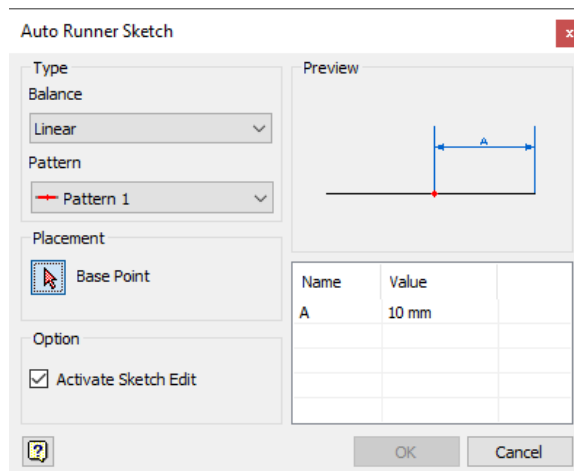 Auto Runner Sketch
x
Type
Balance
Linear
Pattern
Pattern 1
Placement
Base Point
Option
Activate Sketch Edit
Preview
A
Name Value
A 10 mm
?
OK Cancel